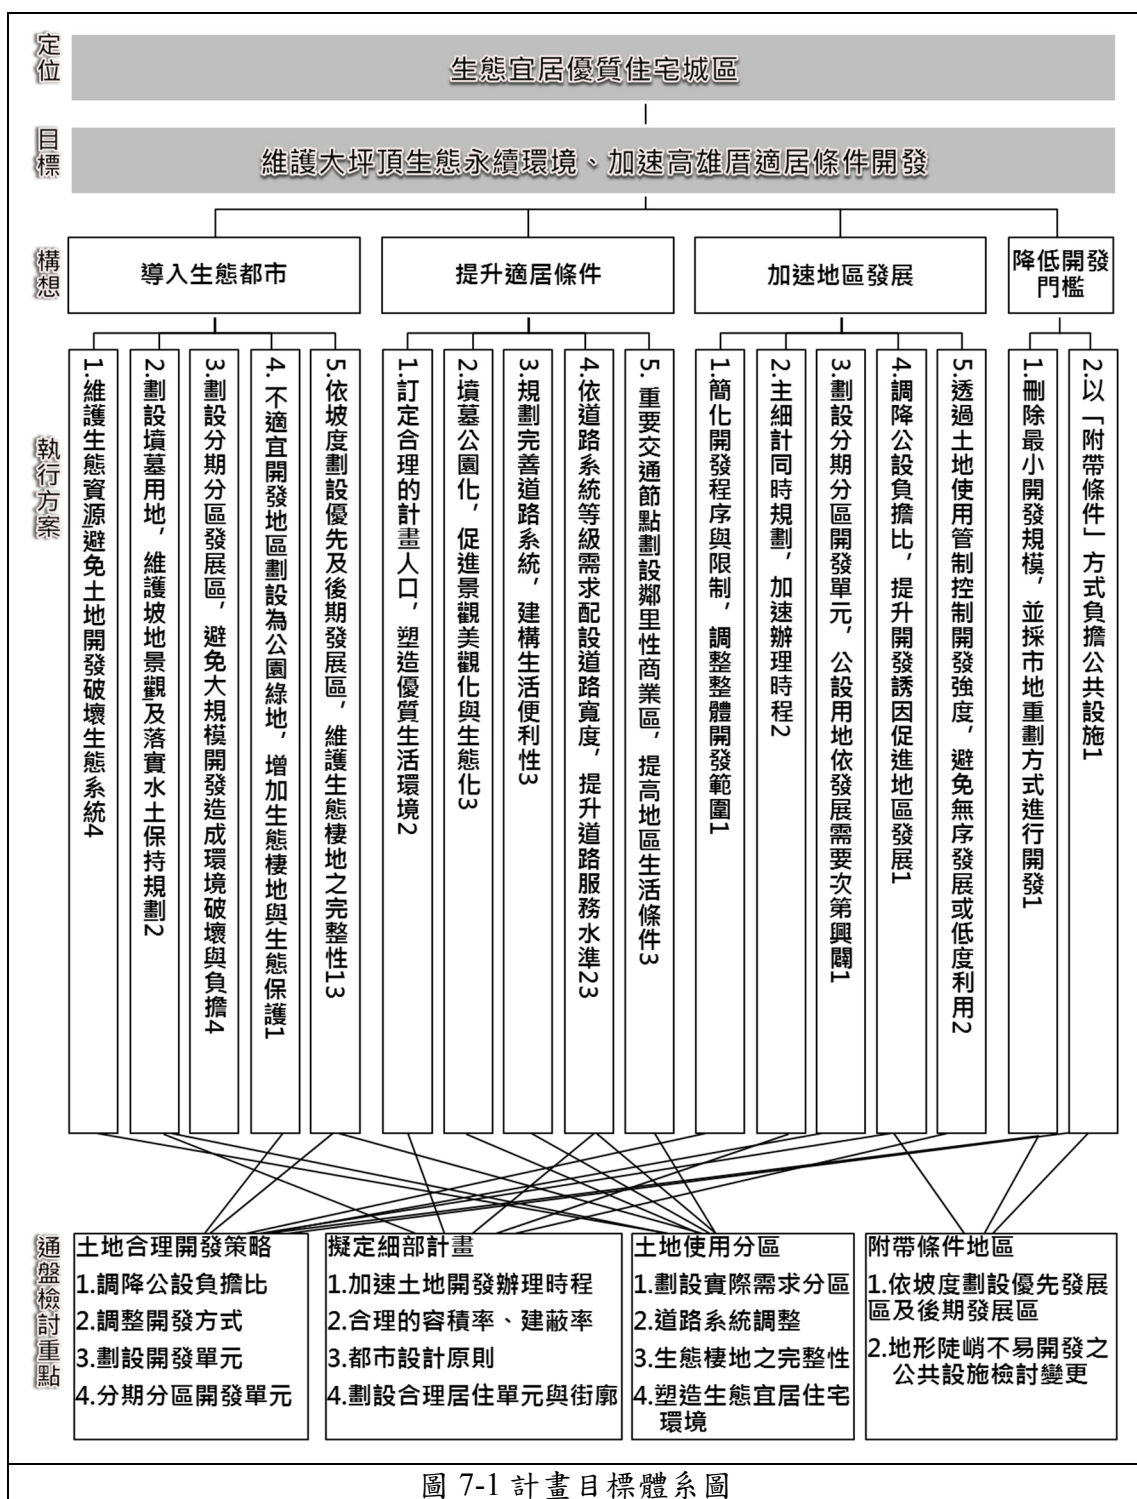 定位
生態宜居優質住宅城區
目標
維護大坪頂生態永續環境、加速高雄厝適居條件開發
構想
導入生態都市
提升適居條件
加速地區發展
降低開發
門檻
執行方案
1.維護生態資源,避免土地開發破壞生態系統4
2.劃設墳墓用地，維護坡地景觀,及落實水土保持規劃2
3.劃設分期分區發展區，避免大規模開發造成環境破壞與負擔4
4.不適宜開發地區劃設為公園綠地，增加生態棲地與生態保護1
5.依坡度劃設優先及後期發展區，維護生態棲地之完整性13
1.訂定合理的計畫人口，塑造優質生活環境2
2.墳墓公園化，促進景觀美觀化與生態化3
3.規劃完善道路系統，建構生活便利性3
4.依道路系統等級需求配設道路寬度，提升道路服務水準23
5.重要交通節點劃設鄰里性商業區，提高地區生活條件3
1.簡化開發程序與限制，調整整體開發範圍1
2.主細計同時規劃，加速辦理時程2
3.劃設分期分區開發單元，公設用地依發展需要次第興闢1
4.調降公設負擔比，提升開發誘因促進地區發展1
5.透過土地使用管制控制開發強度，避免無序發展或低度利用2
1.刪除最小開發規模，並採市地重劃方式進行開發1
2.以「附帶條件」方式負擔公共設施1
通盤檢討重點
土地合理開發策略
1.調降公設負擔比
2.調整開發方式
3.劃設開發單元
4.分期分區開發單元
擬定細部計畫
1.加速土地開發辦理時程
2.合理的容積率、建蔽率
3.都市設計原則
4.劃設合理居住單元與街廓
土地使用分區
1.劃設實際需求分區
2.道路系統調整
3.生態棲地之完整性
4.塑造生態宜居住宅
環境
附帶條件地區
1.依坡度劃設優先發展
區及後期發展區
2.地形陡峭不易開發之
公共設施檢討變更
圖 7-1 計畫目標體系圖